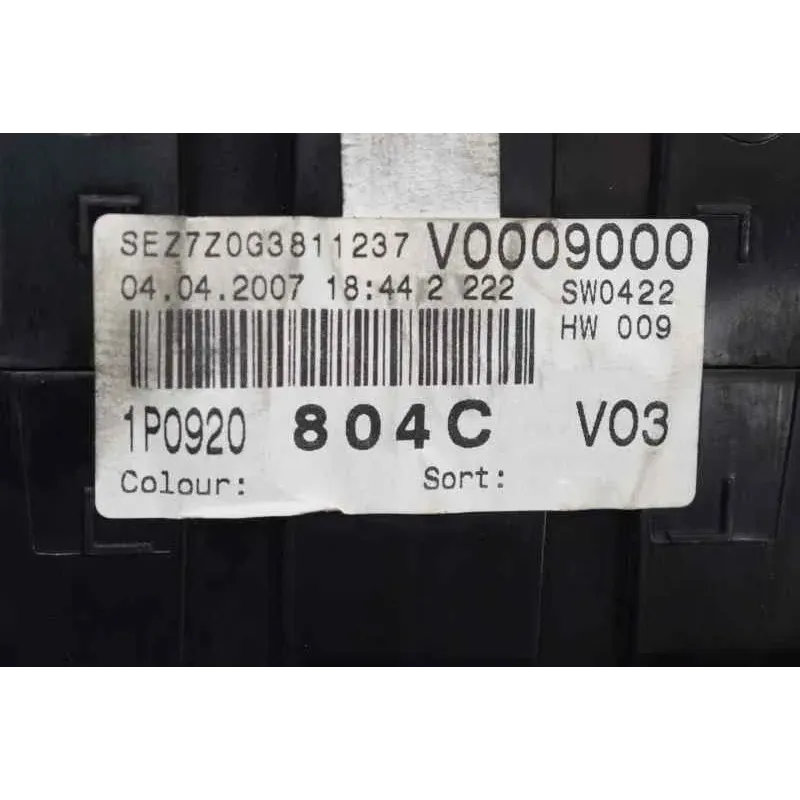 SEZ7Z0G3811237 V0009000
04.04.2007 18:44 2 222 SW0422
HW 009
1P0920 804C V03
Colour: Sort: